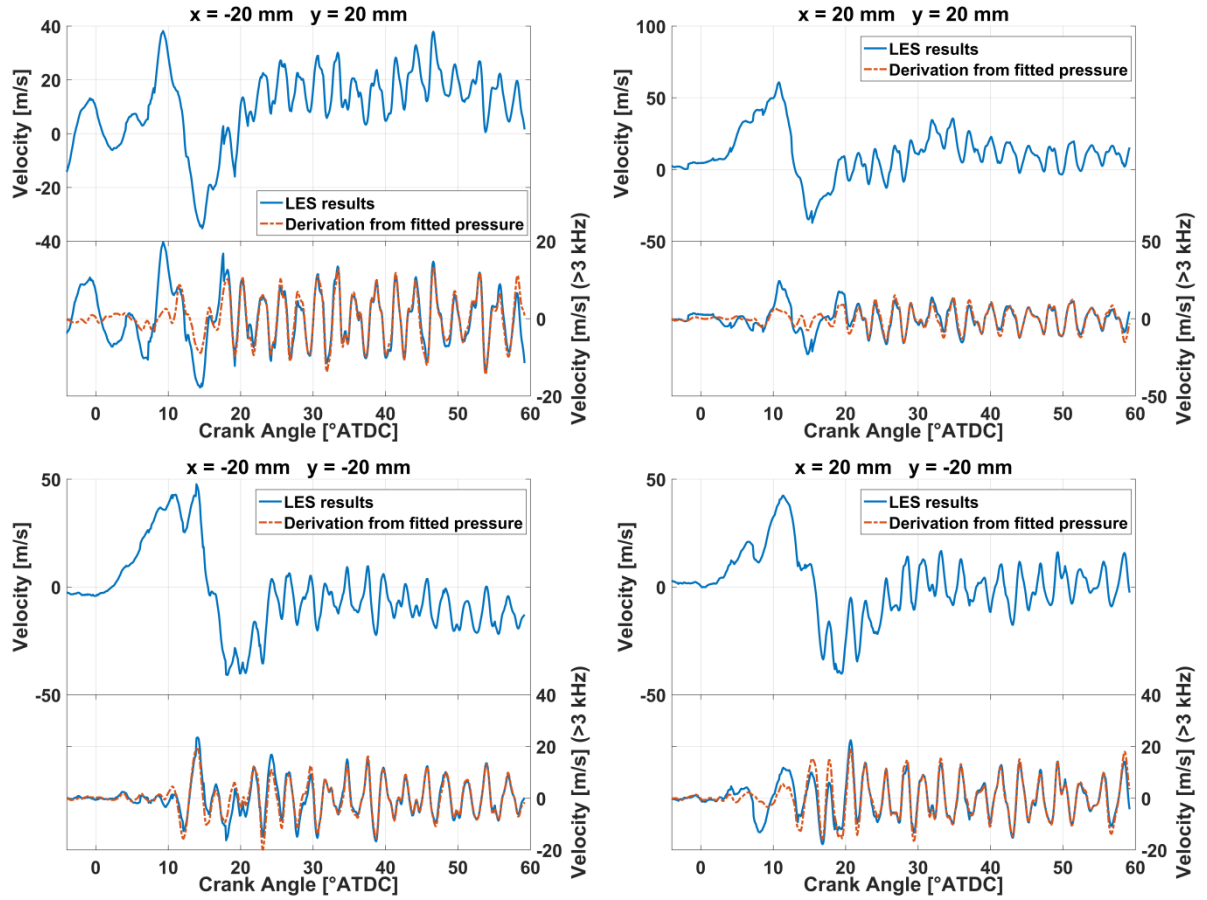 x = -20 mm   y = 20 mm
40
20
0
-20
-40
Velocity [m/s]
LES results
Derivation from fitted pressure
20
0
-20
Velocity [m/s] (>3 kHz)
0 10 20 30 40 50 60
Crank Angle [°ATDC]
x = 20 mm   y = 20 mm
100
50
0
-50
Velocity [m/s]
LES results
Derivation from fitted pressure
50
0
-50
Velocity [m/s] (>3 kHz)
0 10 20 30 40 50 60
Crank Angle [°ATDC]
x = -20 mm   y = -20 mm
50
0
-50
Velocity [m/s]
LES results
Derivation from fitted pressure
40
20
0
-20
Velocity [m/s] (>3 kHz)
0 10 20 30 40 50 60
Crank Angle [°ATDC]
x = 20 mm   y = -20 mm
50
0
-50
Velocity [m/s]
LES results
Derivation from fitted pressure
40
20
0
-20
Velocity [m/s] (>3 kHz)
0 10 20 30 40 50 60
Crank Angle [°ATDC]